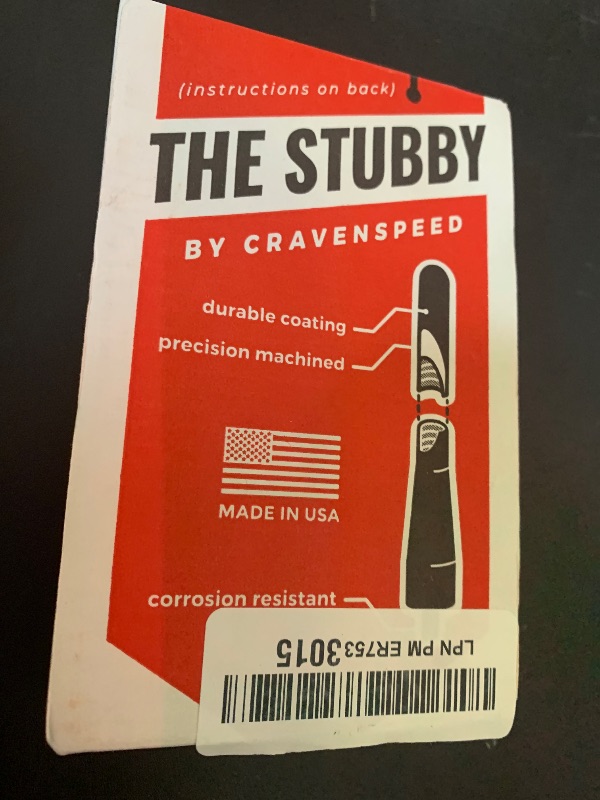 (instructions on back)
THE STUBBY
BY CRAVENSPEED
durable coating
precision machined
MADE IN USA
corrosion resistant
LPN PM ER7533015